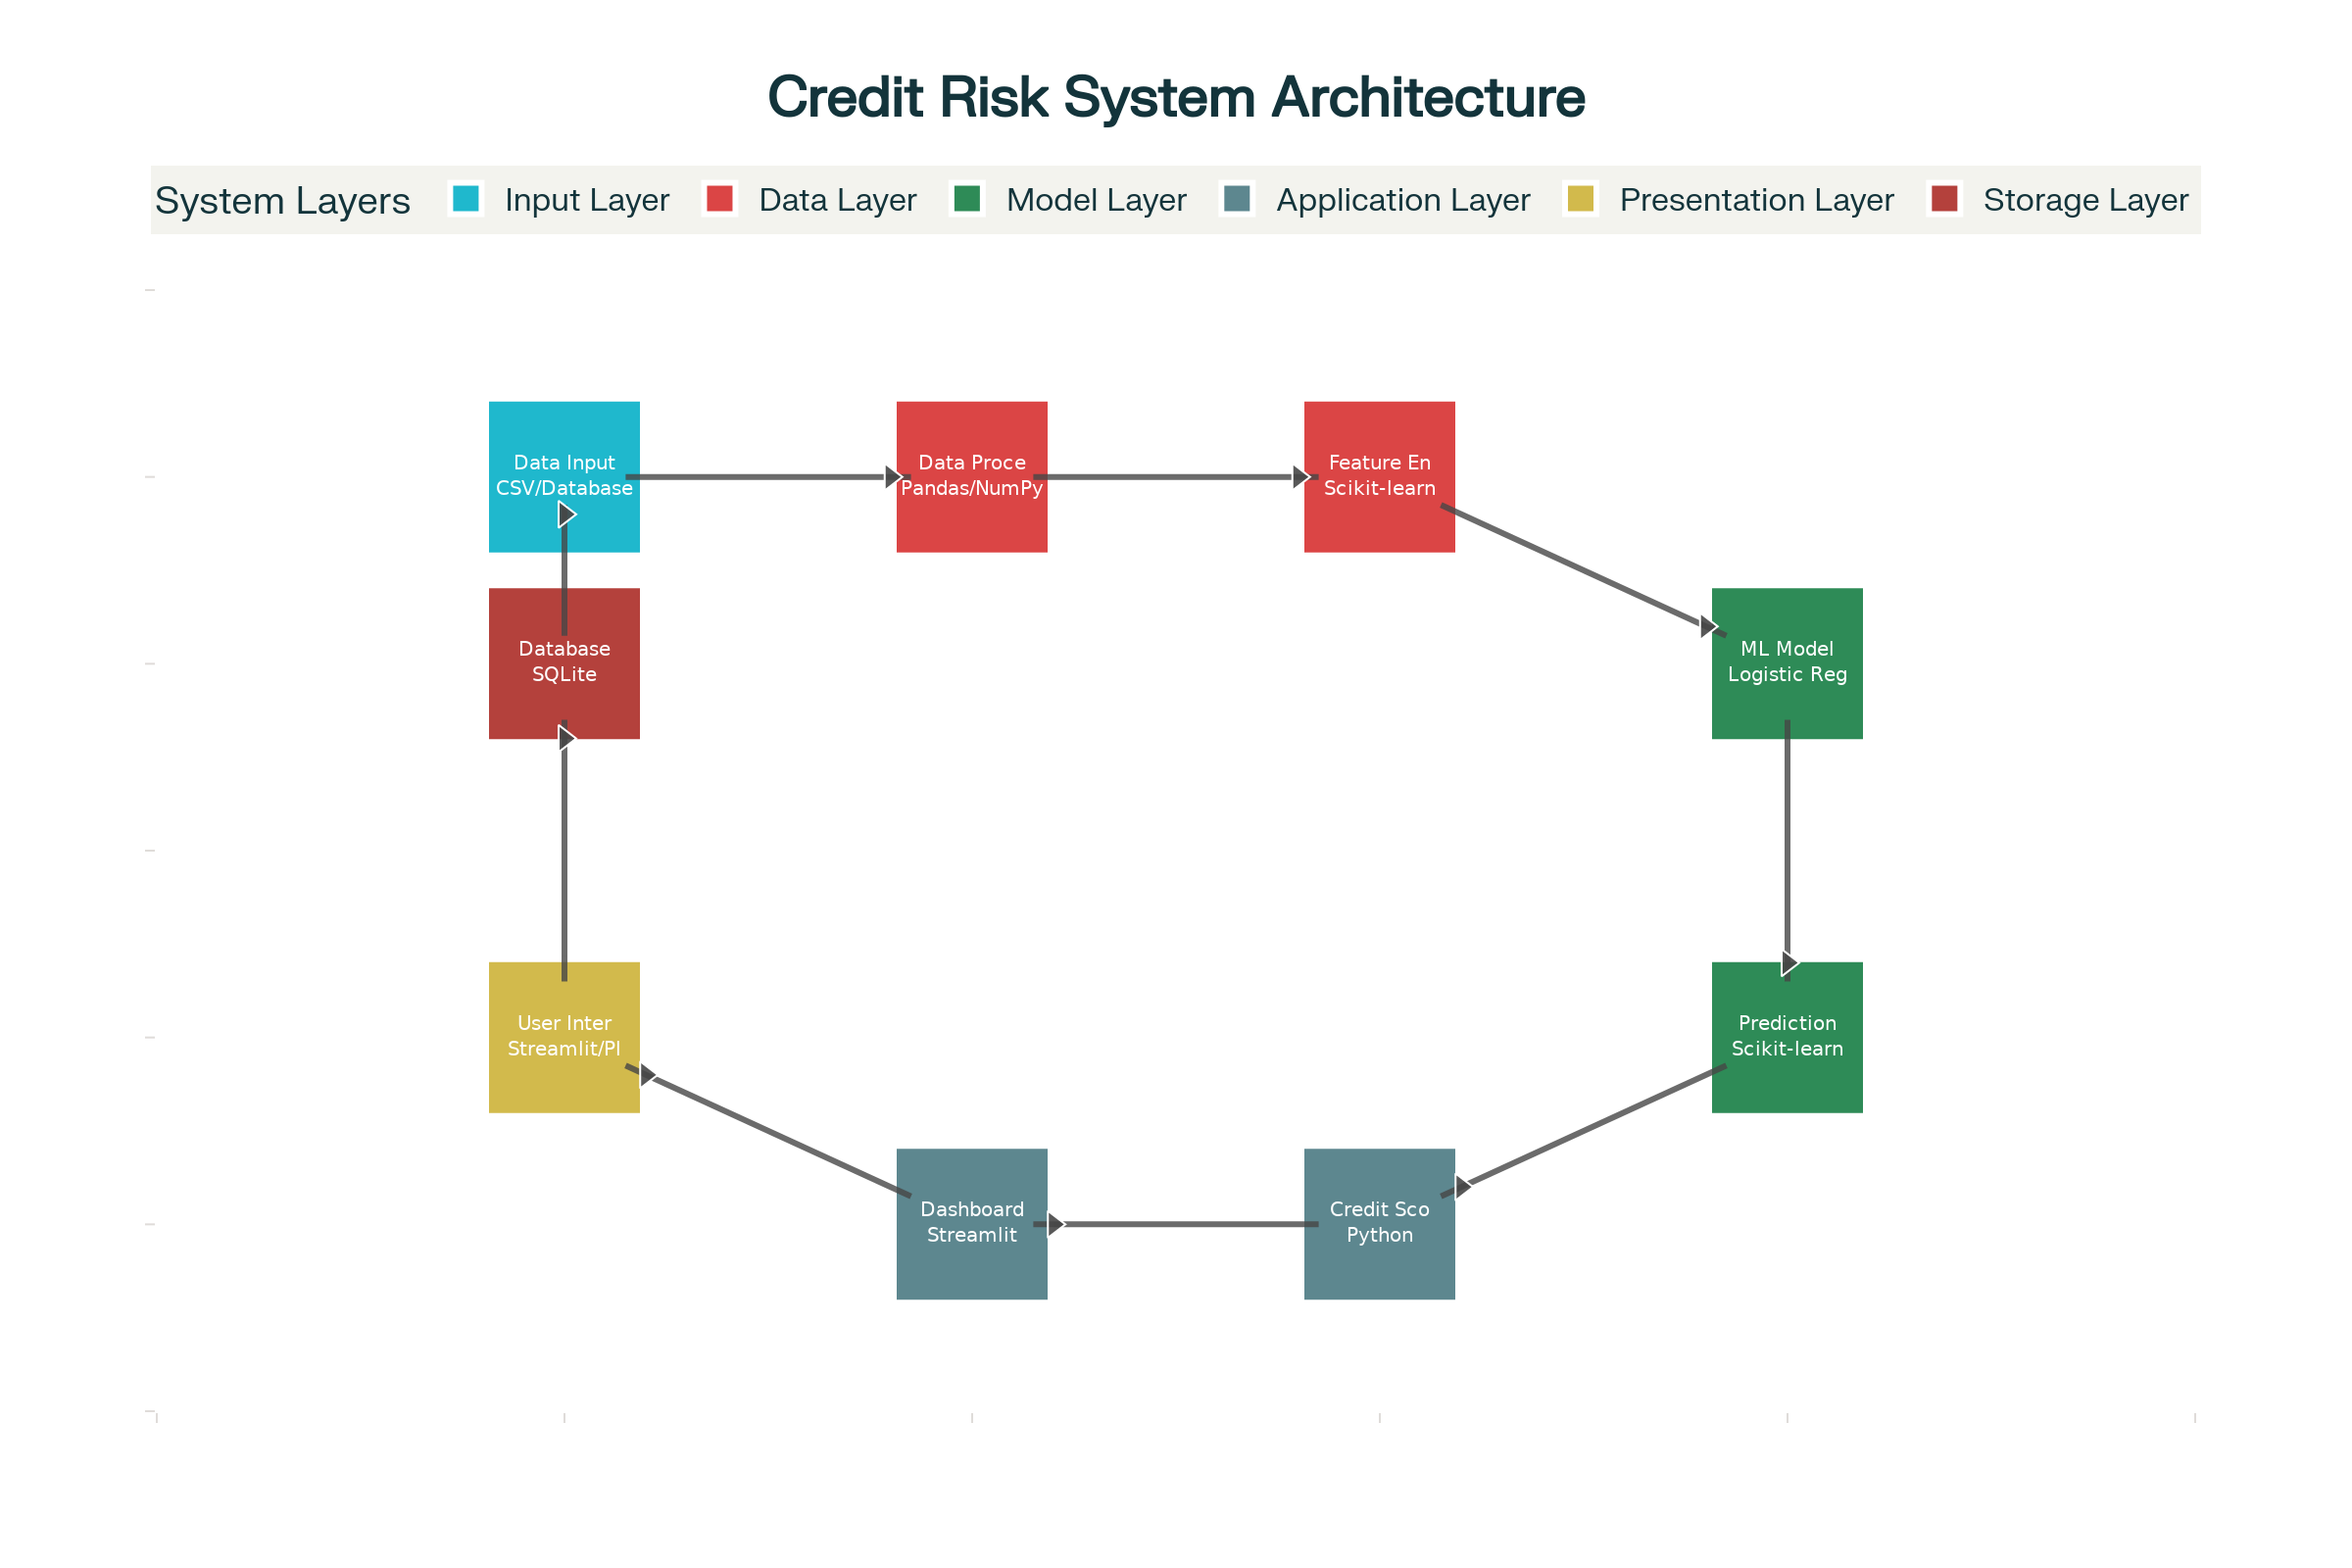 Credit Risk System Architecture
System Layers
Input Layer
Data Layer
Model Layer
Application Layer
Presentation Layer
Storage Layer
Data Input
CSV/Database
Data Proce
Pandas/NumPy
Feature En
Scikit-learn
Database
SQLite
ML Model
Logistic Reg
User Inter
Streamlit/Pl
Prediction
Scikit-learn
Dashboard
Streamlit
Credit Sco
Python